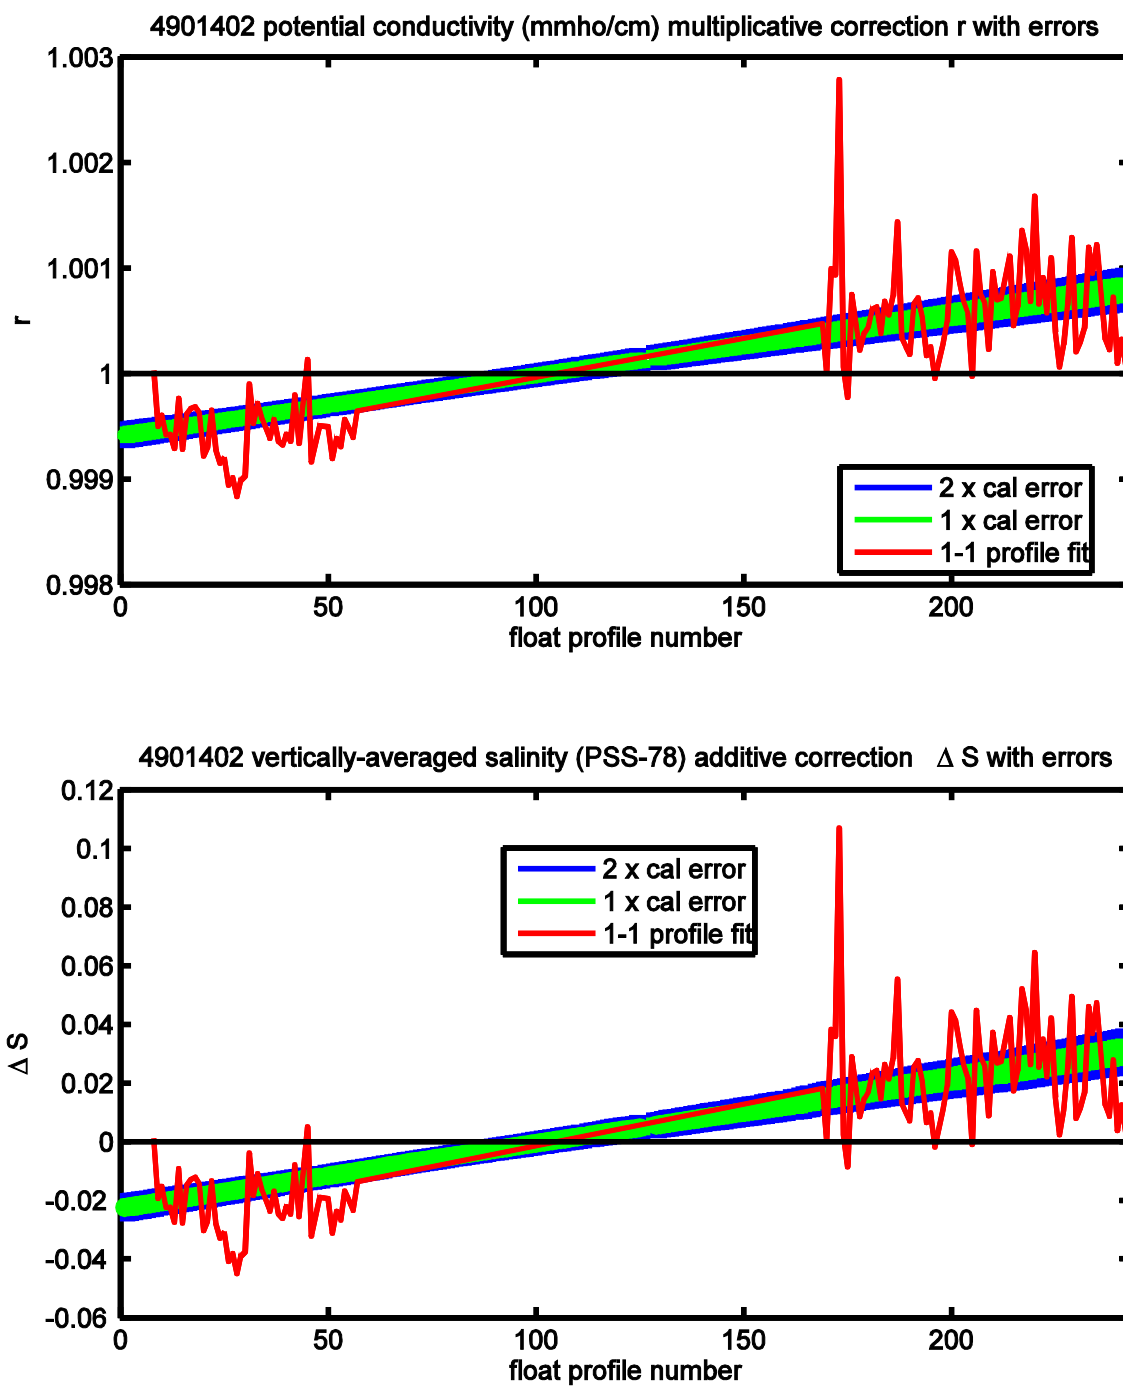 4901402 potential conductivity (mmho/cm) multiplicative correction r with errors
1.003
1.002
1.001
1
0.999
0.998
r
2 x cal error
1 x cal error
1-1 profile fit
0 50 100 150 200
float profile number
4901402 vertically-averaged salinity (PSS-78) additive correction Δ S with errors
0.12
0.1
0.08
0.06
0.04
0.02
0
-0.02
-0.04
-0.06
Δ S
2 x cal error
1 x cal error
1-1 profile fit
0 50 100 150 200
float profile number